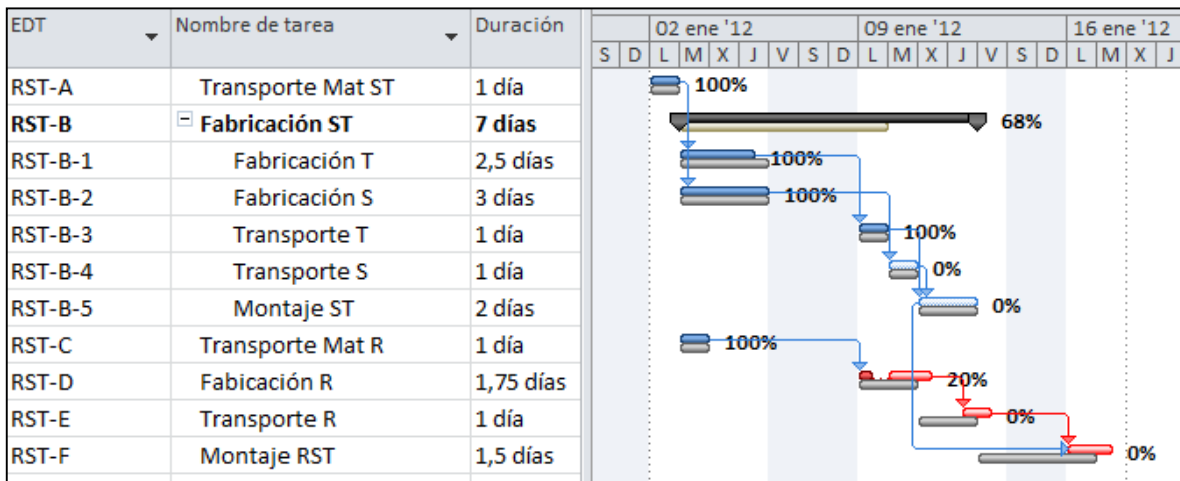 EDT Nombre de tarea Duración 02 ene '12 09 ene '12 16 ene '12
S D L M X J V S D L M X J V S D L M X J
RST-A Transporte Mat ST 1 día 100%
RST-B Fabricación ST 7 días 68%
RST-B-1 Fabricación T 2,5 días 100%
RST-B-2 Fabricación S 3 días 100%
RST-B-3 Transporte T 1 día 100%
RST-B-4 Transporte S 1 día 0%
RST-B-5 Montaje ST 2 días 0%
RST-C Transporte Mat R 1 día 100%
RST-D Fabicación R 1,75 días 20%
RST-E Transporte R 1 día 0%
RST-F Montaje RST 1,5 días 0%